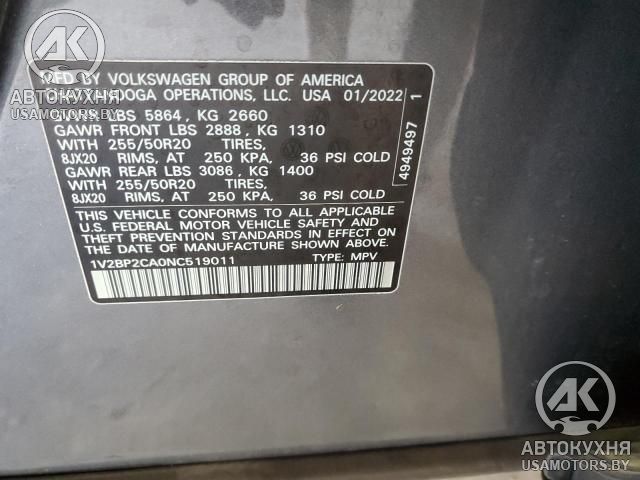 AK
АВТОКУХНЯ
USAMOTORS.BY
MFD BY VOLKSWAGEN GROUP OF AMERICA
OPERATIONS, LLC. USA 01/2022
LBS 5864, KG 2660
GAWR FRONT LBS 2888, KG 1310
WITH 255/50R20 TIRES,
8JX20 RIMS, AT 250 KPA, 36 PSI COLD
GAWR REAR LBS 3086, KG 1400
WITH 255/50R20 TIRES,
8JX20 RIMS, AT 250 KPA, 36 PSI COLD
THIS VEHICLE CONFORMS TO ALL APPLICABLE
U.S. FEDERAL MOTOR VEHICLE SAFETY AND
THEFT PREVENTION STANDARDS IN EFFECT ON
THE DATE OF MANUFACTURE SHOWN ABOVE.
1V2BP2CA0NC519011 TYPE: MPV
4949497 1
AK
АВТОКУХНЯ
USAMOTORS.BY